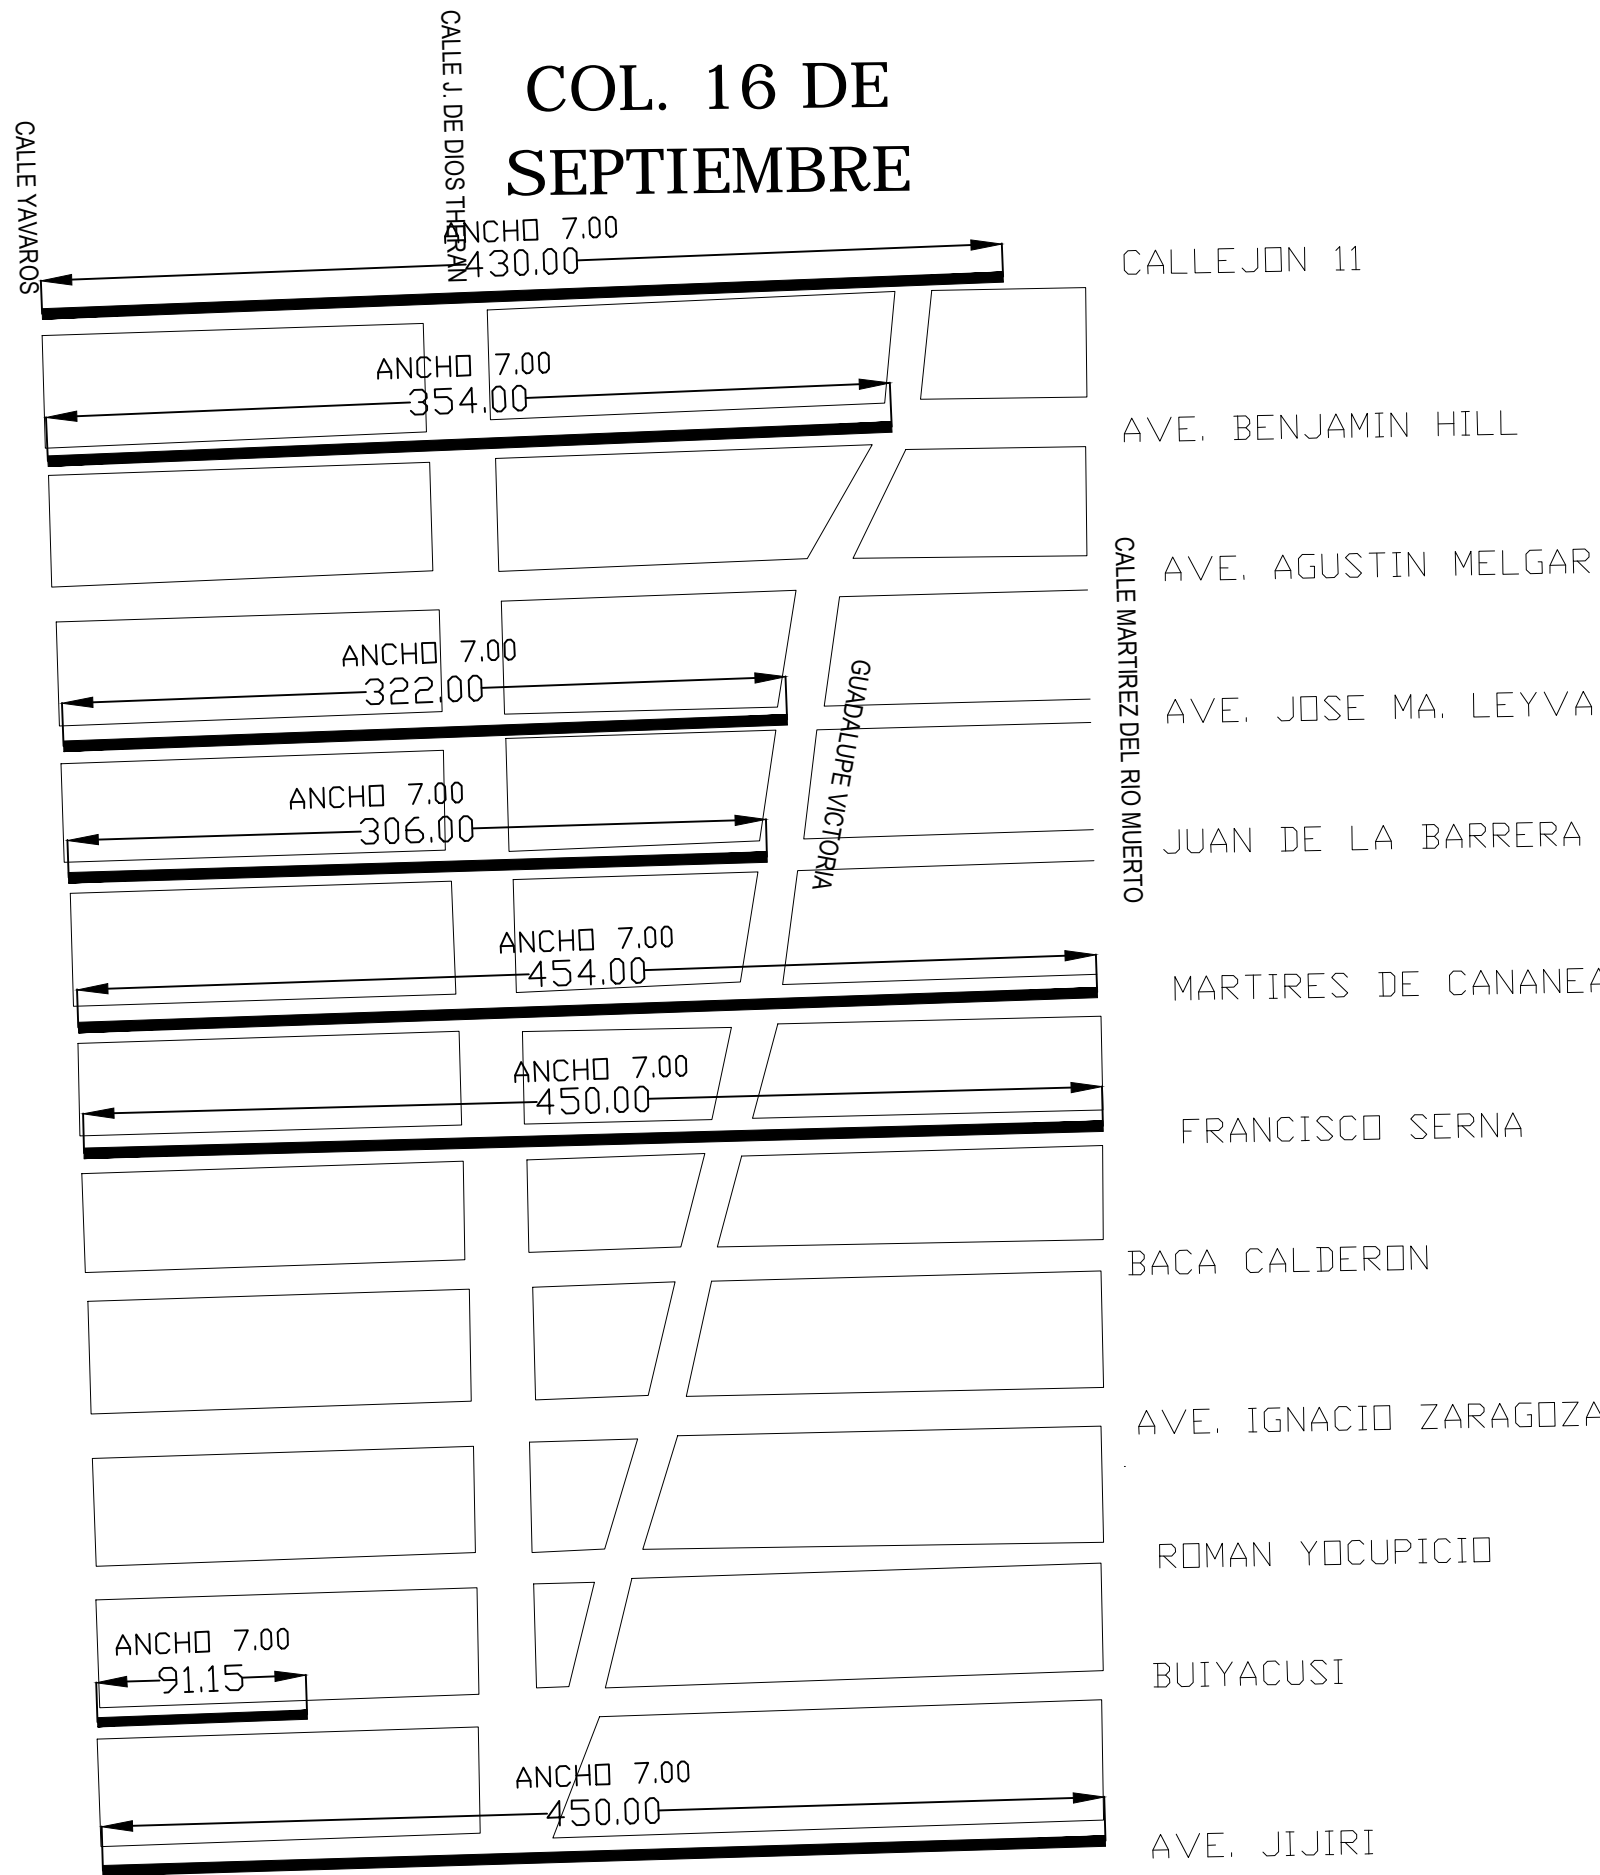 COL. 16 DE
SEPTIEMBRE
CALLE YAVAROS
CALLE J. DE DIOS THERAN
ANCHO 7.00
430.00
CALLEJON 11
ANCHO 7.00
354.00
AVE. BENJAMIN HILL
AVE. AGUSTIN MELGAR
CALLE MARTIREZ DEL RIO MUERTO
ANCHO 7.00
322.00
GUADALUPE VICTORIA
AVE. JOSE MA. LEYVA
ANCHO 7.00
306.00
JUAN DE LA BARRERA
ANCHO 7.00
454.00
MARTIRES DE CANANEA
ANCHO 7.00
450.00
FRANCISCO SERNA
BACA CALDERON
AVE. IGNACIO ZARAGOZA
ROMAN YOCUPICIO
ANCHO 7.00
91.15
BUIYACUSI
ANCHO 7.00
450.00
AVE. JIJIRI